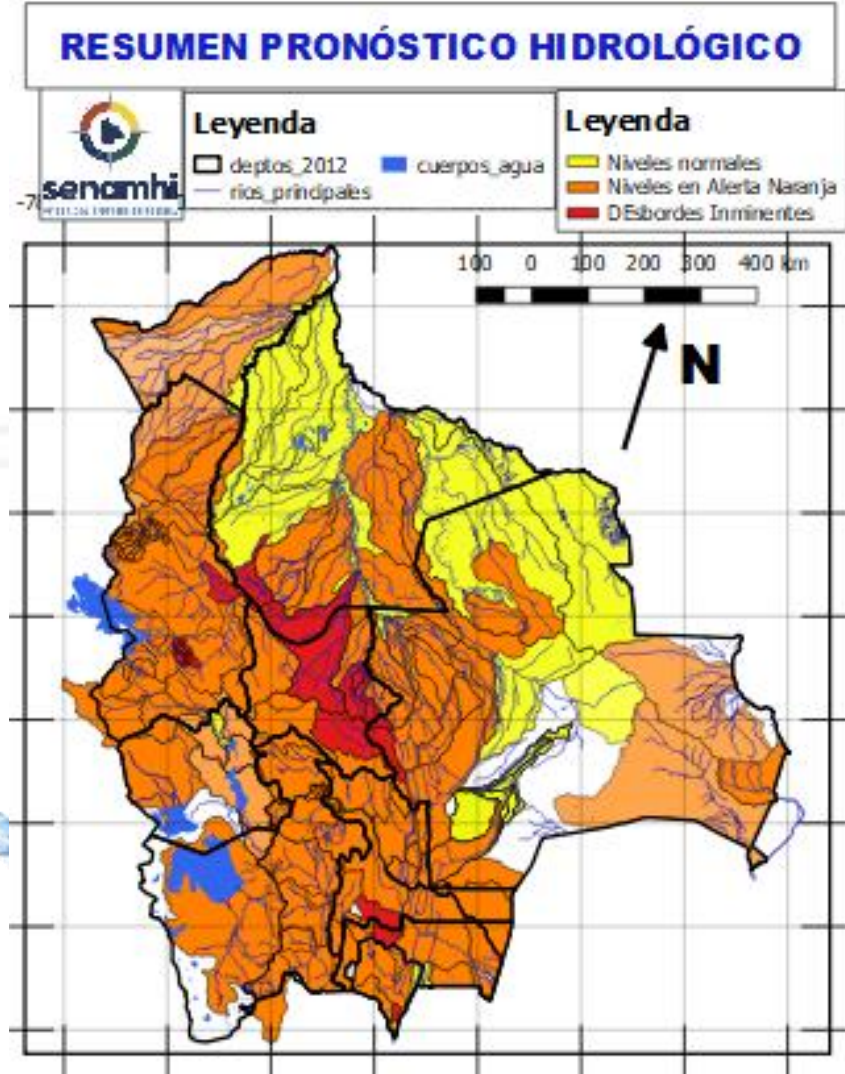 RESUMEN PRONÓSTICO HIDROLÓGICO
senamhi
Leyenda
deptos_2012
cuerpos_agua
rios_principales
Leyenda
Niveles normales
Niveles en Alerta Naranja
DEsbordes Inminentes
100 0 100 200 300 400 km
N